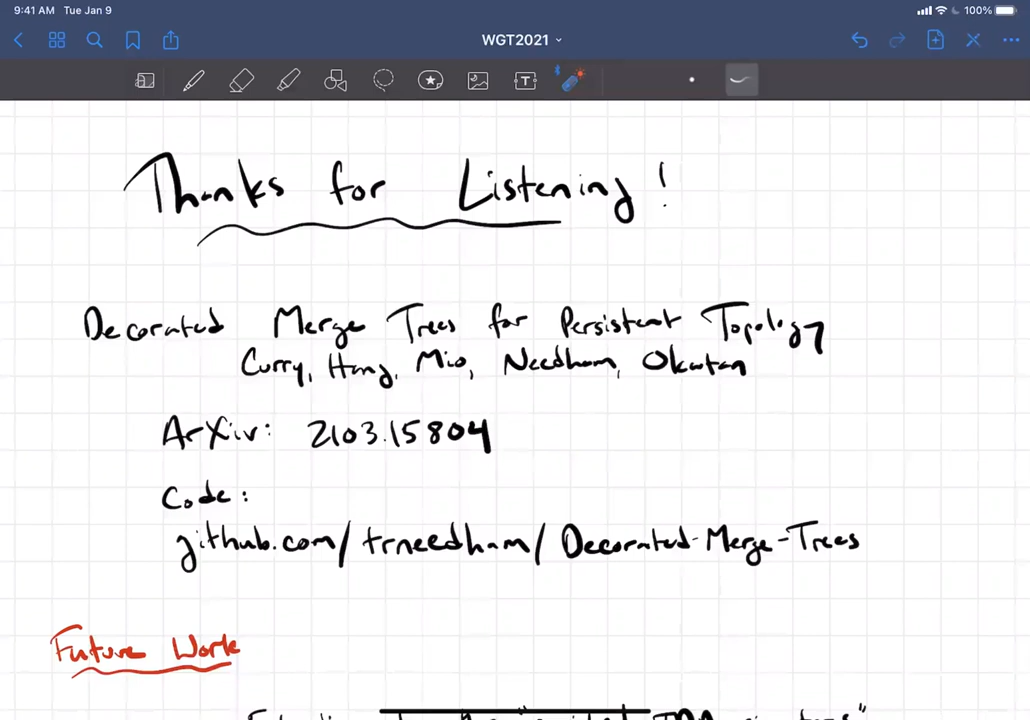 9:41 AM Tue Jan 9
100%
WGT2021
Thanks for Listening!
Decorated Merge Trees for Persistent Topology
Curry, Hang, Mio, Needham, Okutan
ArXiv: 2103.15804
Code:
github.com/trneedham/Decorated-Merge-Trees
Future Work